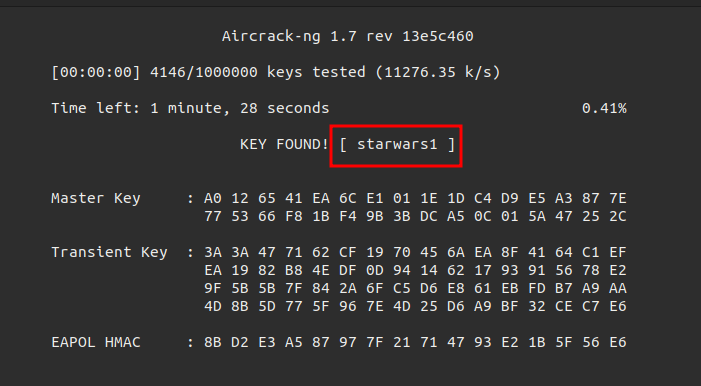 Aircrack-ng 1.7 rev 13e5c460
[00:00:00] 4146/1000000 keys tested (11276.35 k/s)
Time left: 1 minute, 28 seconds 0.41%
KEY FOUND! [ starwars1 ]
Master Key : A0 12 65 41 EA 6C E1 01 1E 1D C4 D9 E5 A3 87 7E
77 53 66 F8 1B F4 9B 3B DC A5 0C 01 5A 47 25 2C
Transient Key : 3A 3A 47 71 62 CF 19 70 45 6A EA 8F 41 64 C1 EF
EA 19 82 B8 4E DF 0D 94 14 62 17 93 91 56 78 E2
9F 5B 5B 7F 84 2A 6F C5 D6 E8 61 EB FD B7 A9 AA
4D 8B 5D 77 5F 96 7E 4D 25 D6 A9 BF 32 CE C7 E6
EAPOL HMAC : 8B D2 E3 A5 87 97 7F 21 71 47 93 E2 1B 5F 56 E6